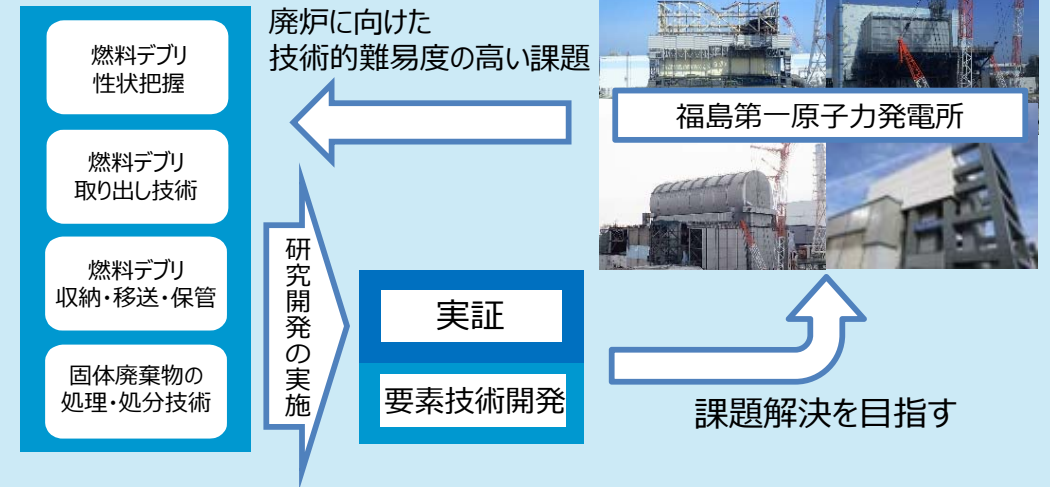 廃炉に向けた
技術的難易度の高い課題
福島第一原子力発電所
燃料デブリ
性状把握
燃料デブリ
取り出し技術
燃料デブリ
収納・移送・保管
固体廃棄物の
処理・処分技術
研究開発の実施
実証
要素技術開発
課題解決を目指す